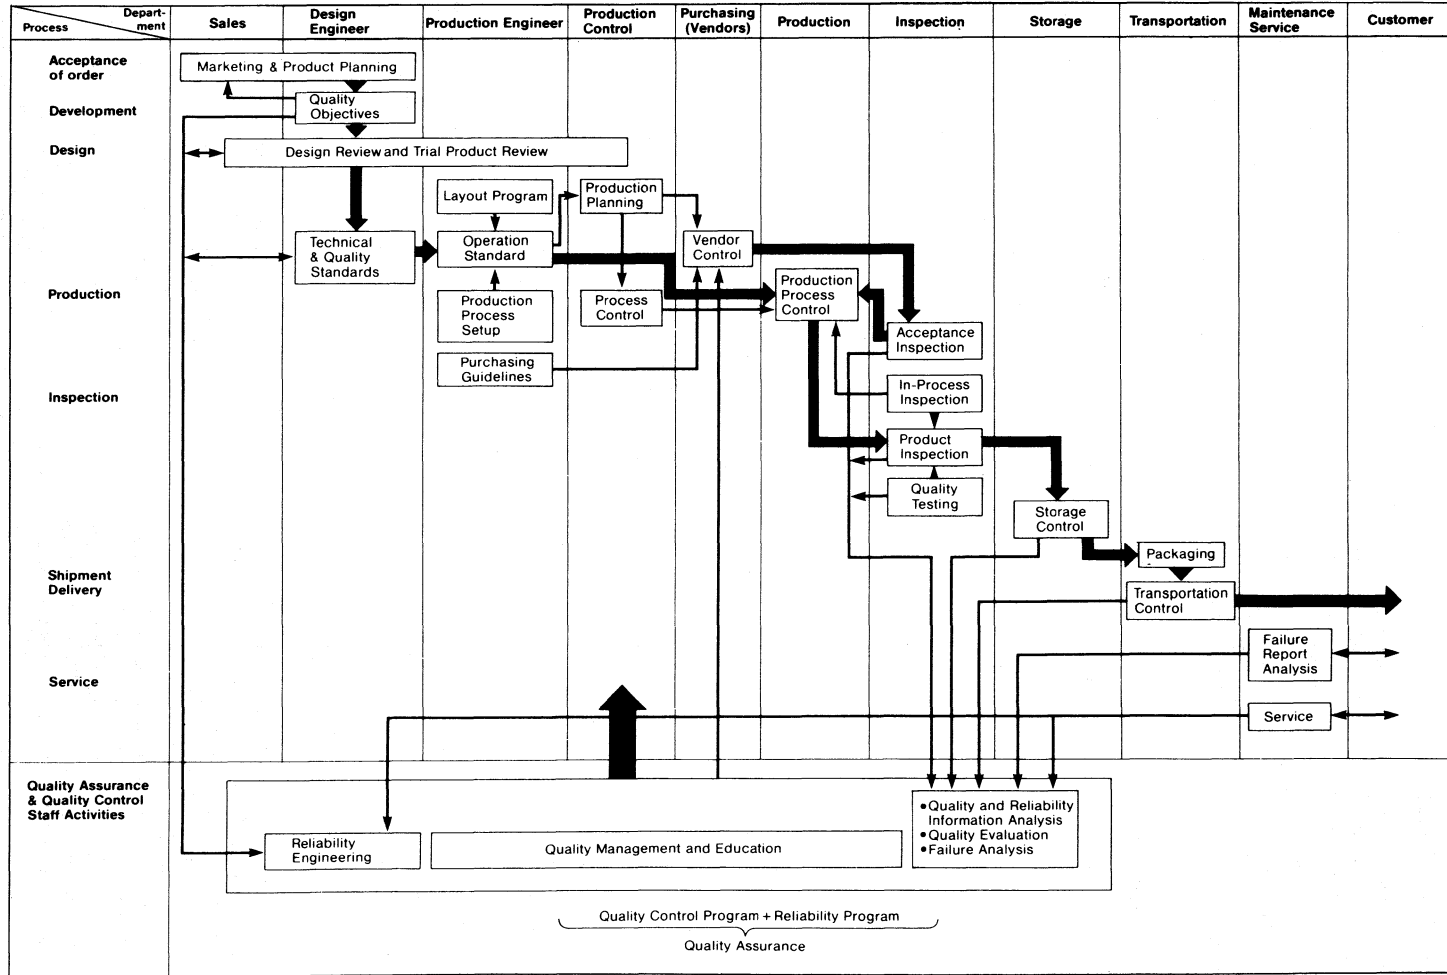 Depart-
ment
Process
Sales
Design
Engineer
Production Engineer
Production
Control
Purchasing
(Vendors)
Production
Inspection
Storage
Transportation
Maintenance
Service
Customer
Acceptance
of order
Marketing & Product Planning
Development
Quality
Objectives
Design
Design Review and Trial Product Review
Layout Program
Production
Planning
Technical
& Quality
Standards
Operation
Standard
Vendor
Control
Production
Production
Process
Setup
Process
Control
Production
Process
Control
Acceptance
Inspection
Purchasing
Guidelines
Inspection
In-Process
Inspection
Product
Inspection
Quality
Testing
Storage
Control
Packaging
Shipment
Delivery
Transportation
Control
Failure
Report
Analysis
Service
Service
Quality Assurance
& Quality Control
Staff Activities
Reliability
Engineering
Quality Management and Education
•Quality and Reliability
Information Analysis
•Quality Evaluation
•Failure Analysis
Quality Control Program + Reliability Program
Quality Assurance